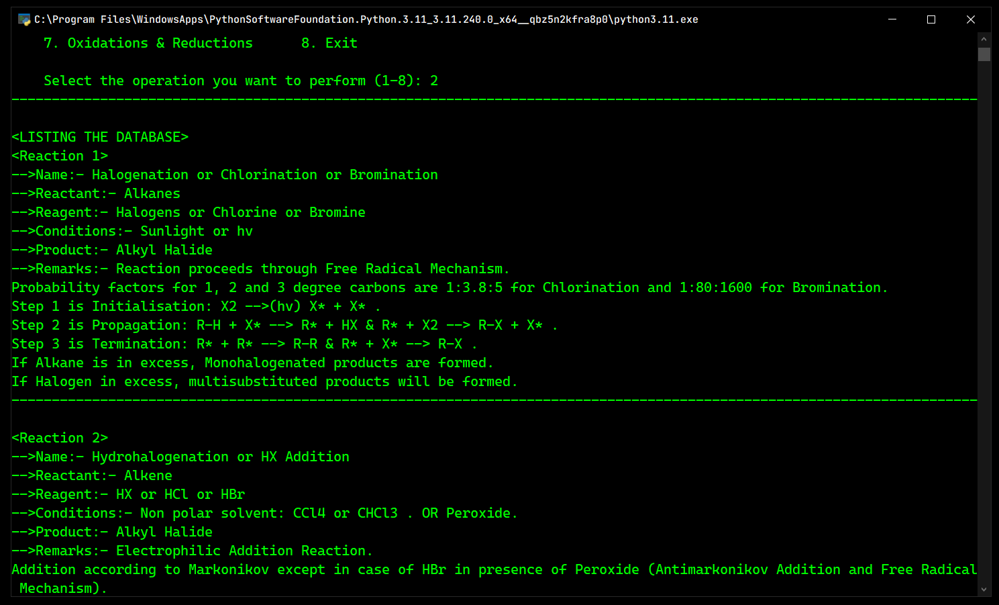 C:\Program Files\WindowsApps\PythonSoftwareFoundation.Python.3.11_3.11.240.0_x64__qbz5n2kfra8p0\python3.11.exe
7. Oxidations & Reductions 8. Exit
Select the operation you want to perform (1-8): 2
------------------------------------------------------------------------------------------------------------------------
<LISTING THE DATABASE>
<Reaction 1>
-->Name:- Halogenation or Chlorination or Bromination
-->Reactant:- Alkanes
-->Reagent:- Halogens or Chlorine or Bromine
-->Conditions:- Sunlight or hv
-->Product:- Alkyl Halide
-->Remarks:- Reaction proceeds through Free Radical Mechanism.
Probability factors for 1, 2 and 3 degree carbons are 1:3.8:5 for Chlorination and 1:80:1600 for Bromination.
Step 1 is Initialisation: X2 -->(hv) X* + X* .
Step 2 is Propagation: R-H + X* --> R* + HX & R* + X2 --> R-X + X* .
Step 3 is Termination: R* + R* --> R-R & R* + X* --> R-X .
If Alkane is in excess, Monohalogenated products are formed.
If Halogen in excess, multisubstituted products will be formed.
------------------------------------------------------------------------------------------------------------------------
<Reaction 2>
-->Name:- Hydrohalogenation or HX Addition
-->Reactant:- Alkene
-->Reagent:- HX or HCl or HBr
-->Conditions:- Non polar solvent: CCl4 or CHCl3 . OR Peroxide.
-->Product:- Alkyl Halide
-->Remarks:- Electrophilic Addition Reaction.
Addition according to Markonikov except in case of HBr in presence of Peroxide (Antimarkonikov Addition and Free Radical
Mechanism).